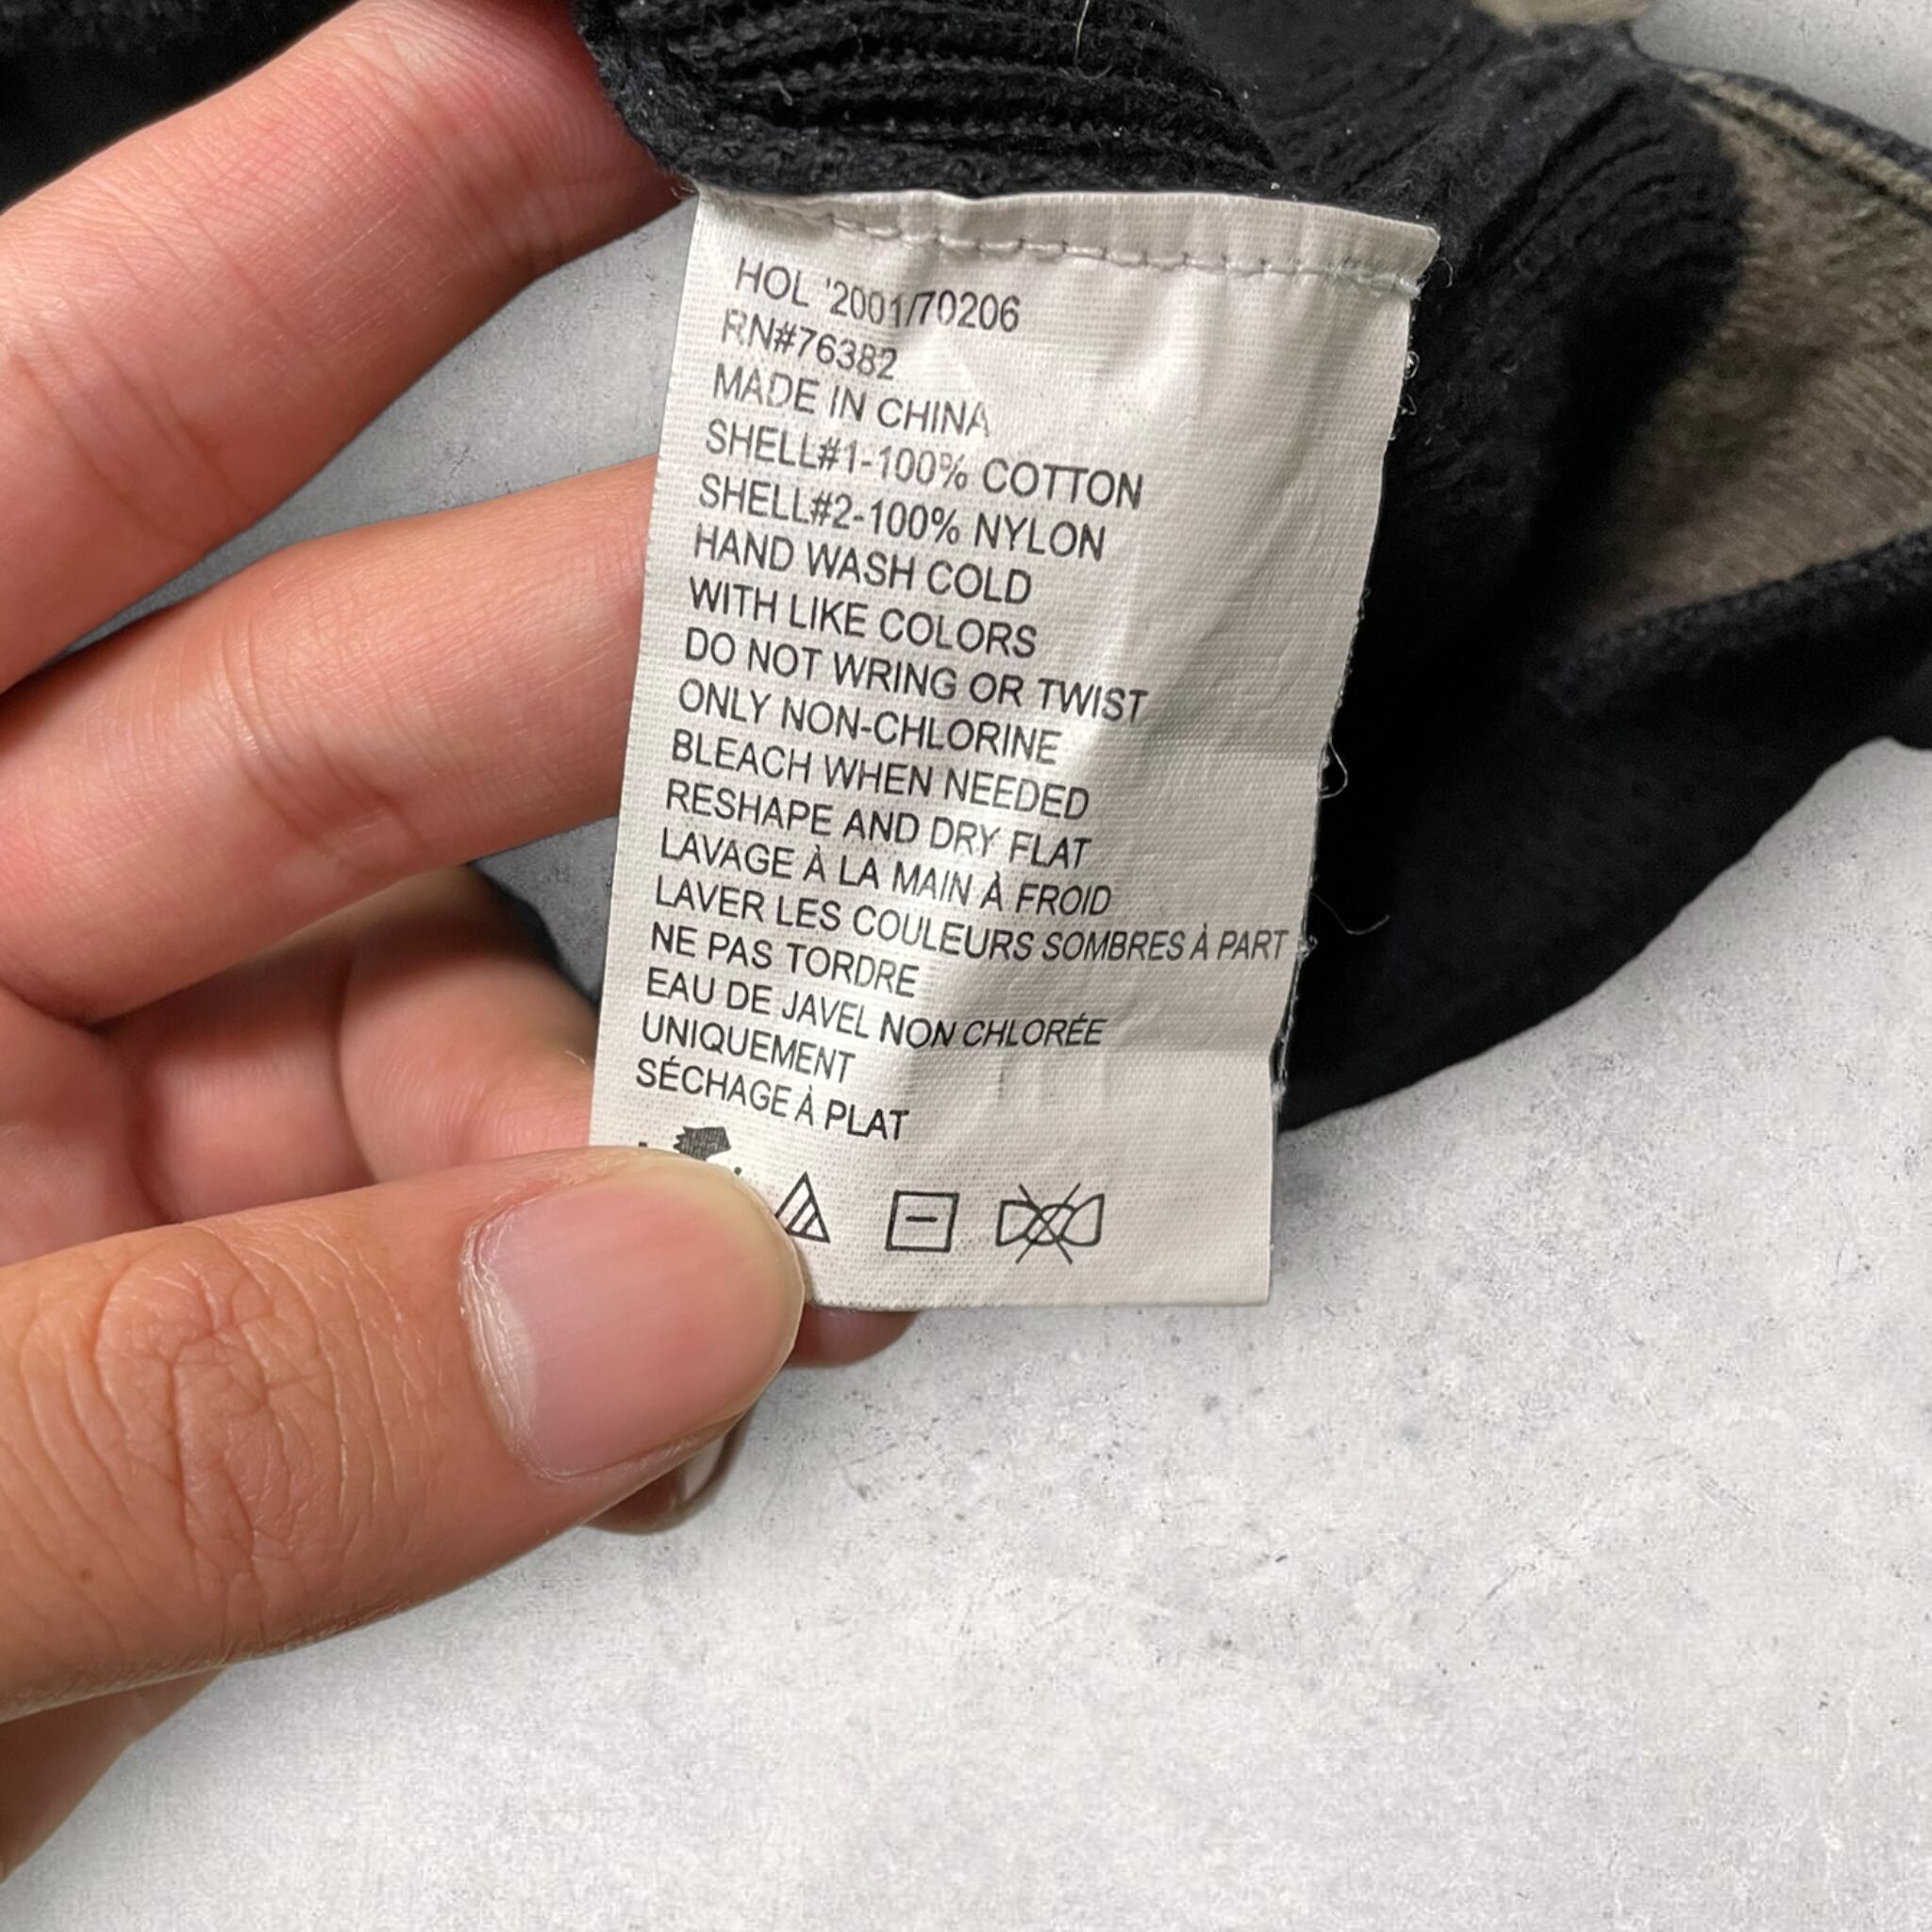 HOL '2001/70206
RN#76382
MADE IN CHINA
SHELL#1-100% COTTON
SHELL#2-100% NYLON
HAND WASH COLD
WITH LIKE COLORS
DO NOT WRING OR TWIST
ONLY NON-CHLORINE
BLEACH WHEN NEEDED
RESHAPE AND DRY FLAT
LAVAGE À LA MAIN À FROID
LAVER LES COULEURS SOMBRES À PART
NE PAS TORDRE
EAU DE JAVEL NON CHLORÉE
UNIQUEMENT
SÉCHAGE À PLAT